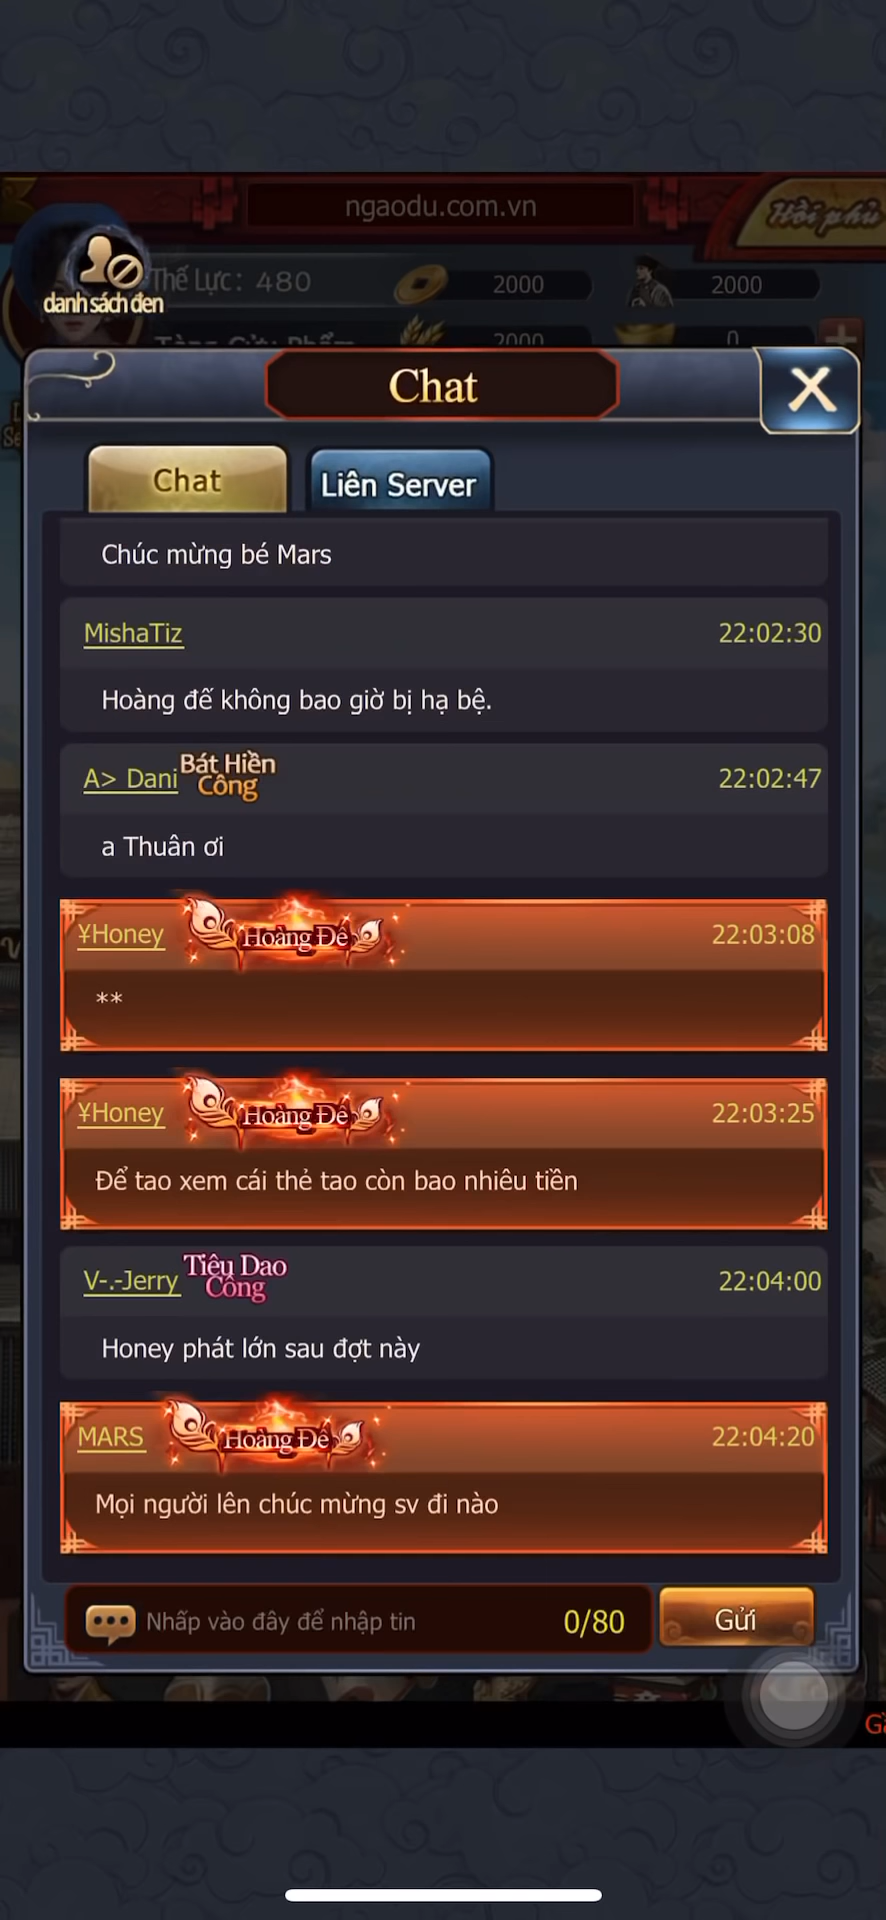 ngaodu.com.vn
Hồi phủ
Thế Lực: 480
2000
2000
danh sách đen
2000
0
Chat
Chat
Liên Server
Chúc mừng bé Mars
MishaTiz
22:02:30
Hoàng đế không bao giờ bị hạ bệ.
A> Dani
Bát Hiền
Công
22:02:47
a Thuân ơi
¥Honey
Hoàng Đế
22:03:08
**
¥Honey
Hoàng Đế
22:03:25
Để tao xem cái thẻ tao còn bao nhiêu tiền
V-.-Jerry
Tiêu Dao
Công
22:04:00
Honey phát lớn sau đợt này
MARS
Hoàng Đế
22:04:20
Mọi người lên chúc mừng sv đi nào
Nhấp vào đây để nhập tin
0/80
Gửi